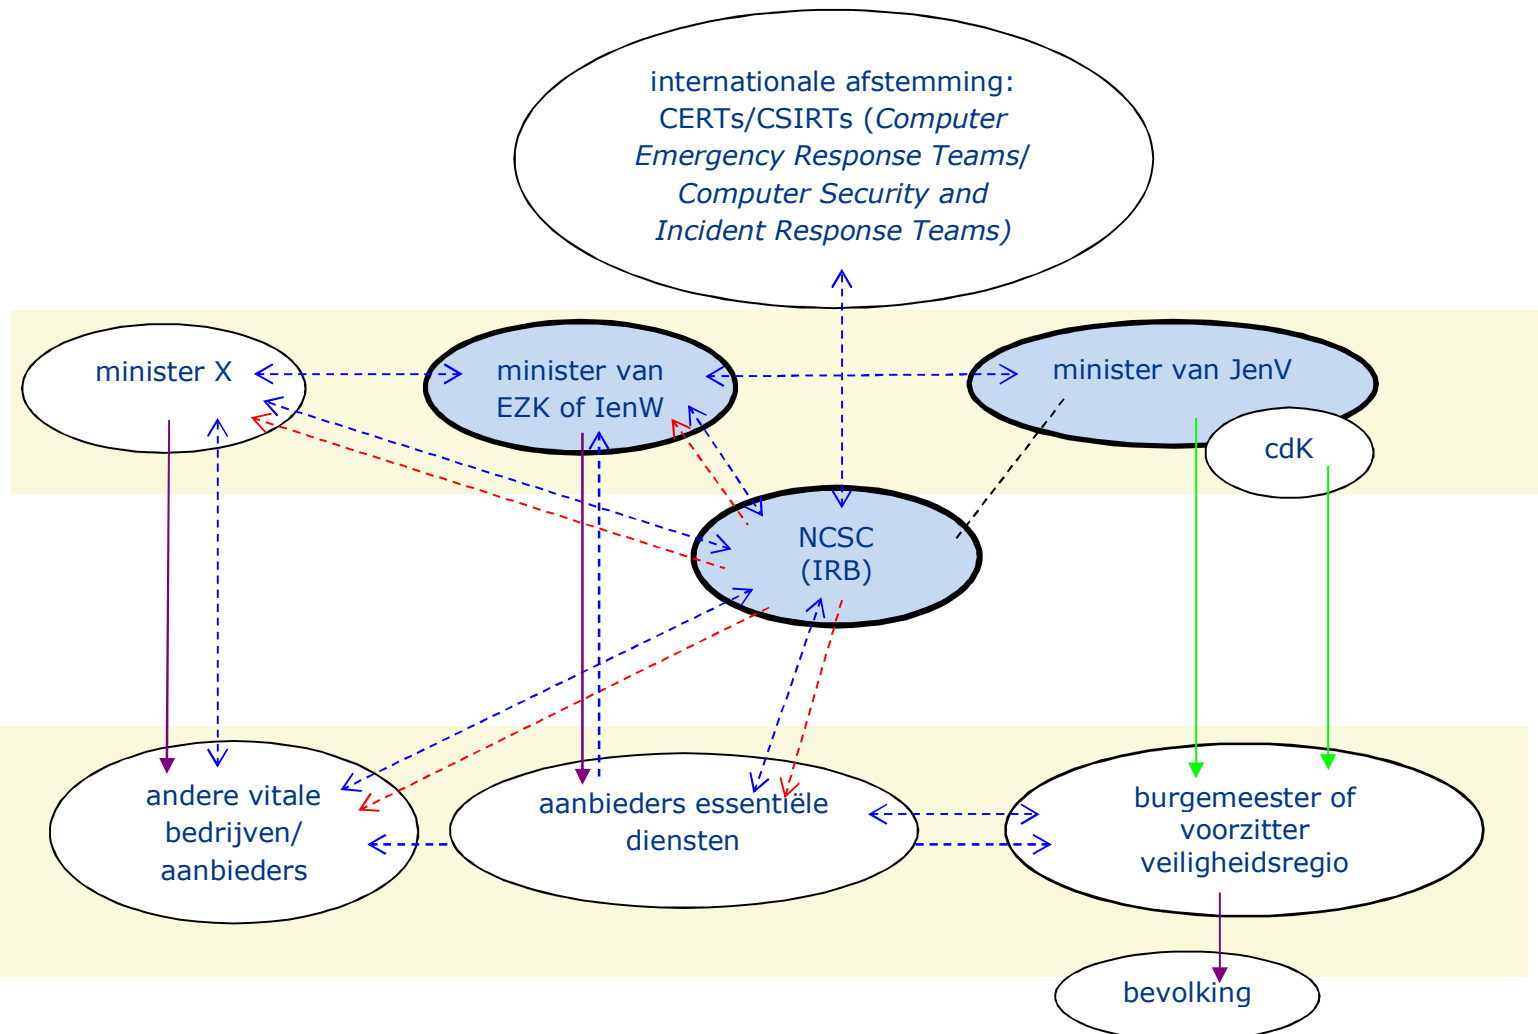 internationale afstemming:
CERTs/CSIRTs (Computer
Emergency Response Teams/
Computer Security and
Incident Response Teams)
minister X
minister van
EZK of IenW
minister van JenV
cdK
NCSC
(IRB)
andere vitale
bedrijven/
aanbieders
aanbieders essentiële
diensten
burgemeester of
voorzitter
veiligheidsregio
bevolking